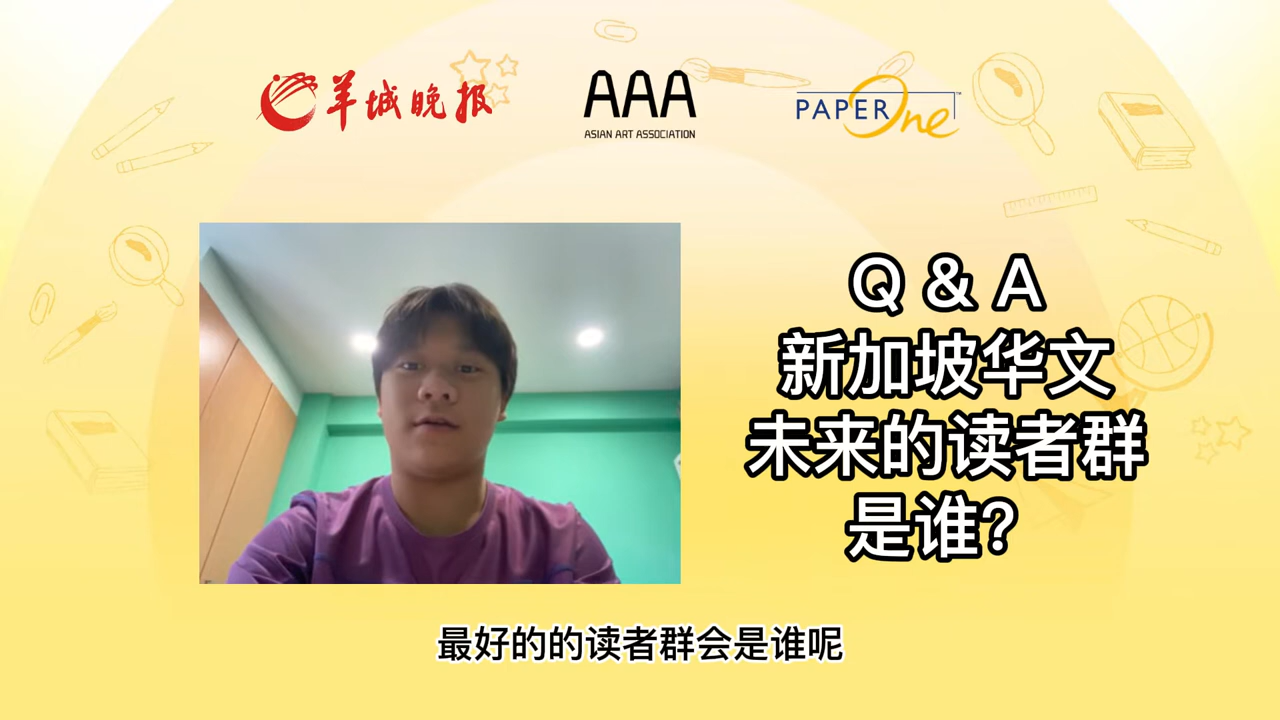 羊城晚报
AAA
ASIAN ART ASSOCIATION
PAPER One™
Q & A
新加坡华文
未来的读者群
是谁？
最好的的读者群会是谁呢